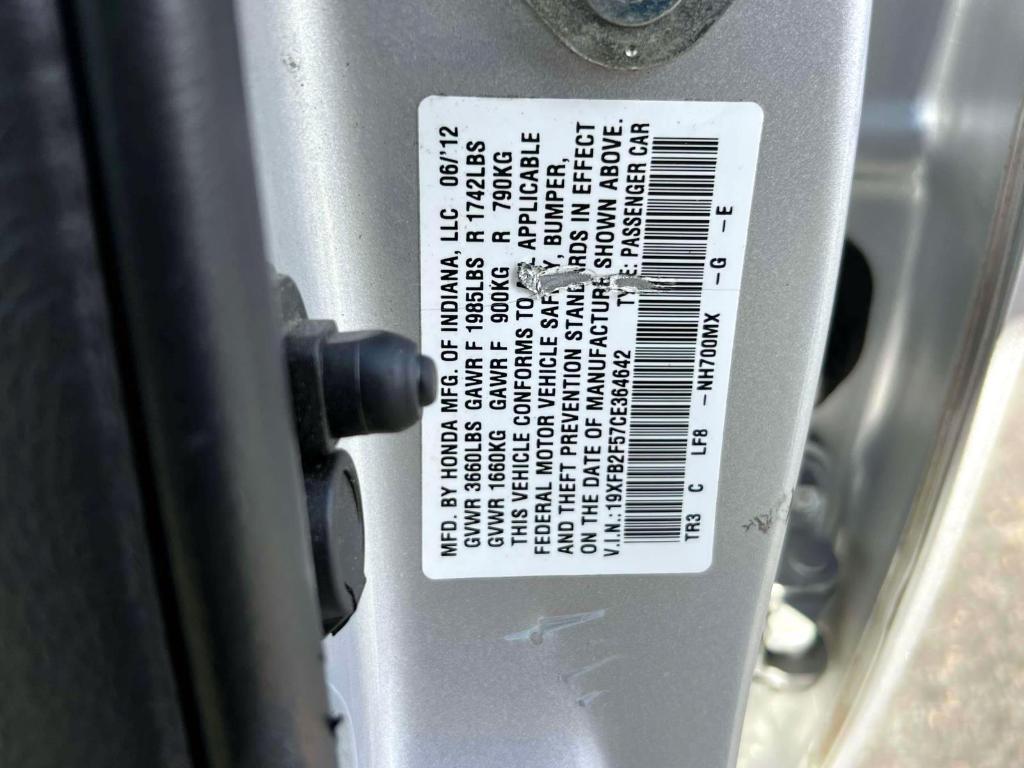 MFD. BY HONDA MFG. OF INDIANA, LLC 06/'12
GVWR 3660LBS GAWR F 1985LBS R 1742LBS
GVWR 1660KG GAWR F 900KG R 790KG
THIS VEHICLE CONFORMS TO APPLICABLE
FEDERAL MOTOR VEHICLE SAF Y, BUMPER,
AND THEFT PREVENTION STAN RDS IN EFFECT
ON THE DATE OF MANUFACTURE SHOWN ABOVE.
V.I.N.:19XFB2F57CE364642 TY E: PASSENGER CAR
TR3 C LF8 -NH700MX -G -E